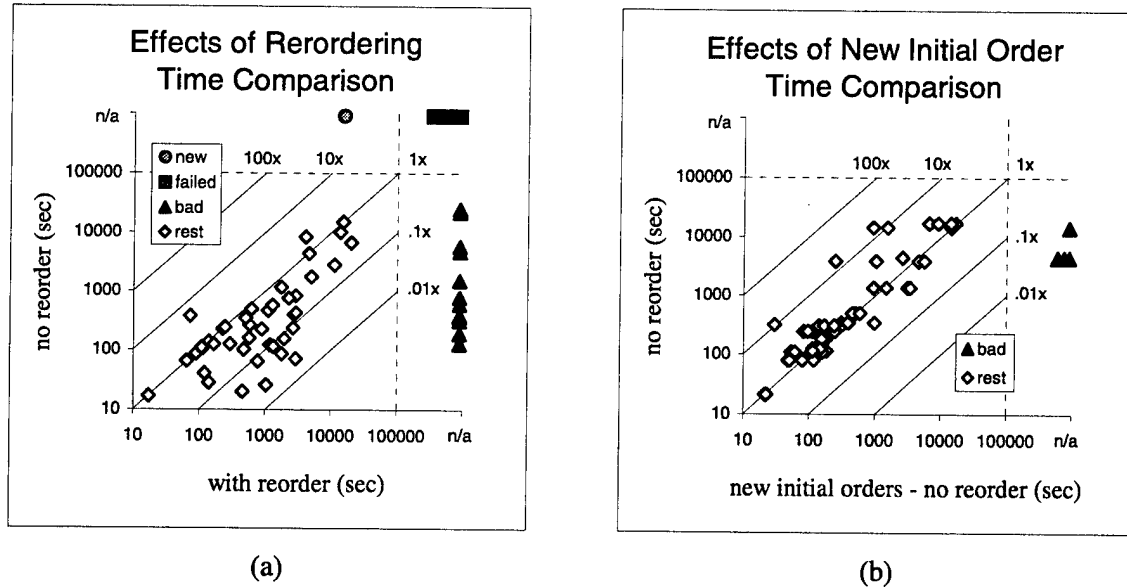 Effects of Rerordering
Time Comparison
n/a
100000
10000
1000
100
10
no reorder (sec)
new
failed
bad
rest
100x
10x
1x
.1x
.01x
10
100
1000
10000
100000
n/a
with reorder (sec)
(a)
Effects of New Initial Order
Time Comparison
n/a
100000
10000
1000
100
10
no reorder (sec)
100x
10x
1x
.1x
.01x
bad
rest
10
100
1000
10000
100000
n/a
new initial orders - no reorder (sec)
(b)